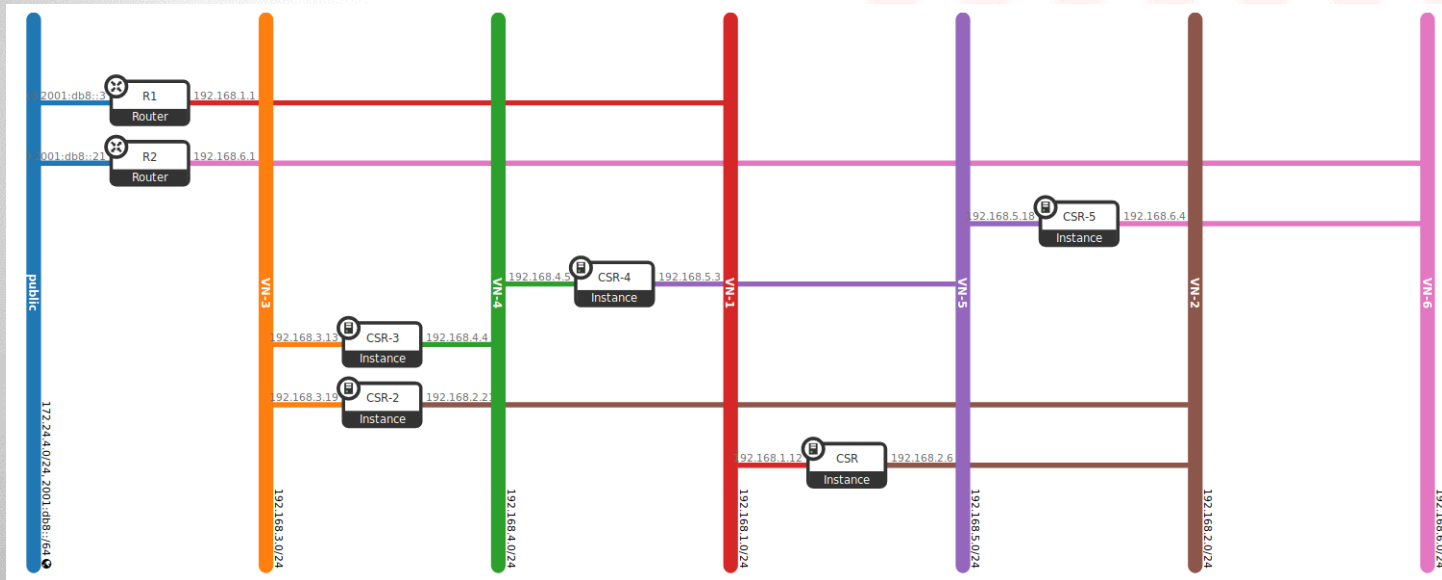 2001:db8::3
R1
Router
192.168.1.1
2001:db8::21
R2
Router
192.168.6.1
192.168.5.18
CSR-5
Instance
192.168.6.4
192.168.4.5
CSR-4
Instance
192.168.5.3
public
VN-3
VN-4
VN-1
VN-5
VN-2
VN-6
192.168.3.13
CSR-3
Instance
192.168.4.4
192.168.3.19
CSR-2
Instance
192.168.2.21
192.168.1.12
CSR
Instance
192.168.2.6
172.24.4.0/24, 2001:db8::/64
192.168.3.0/24
192.168.4.0/24
192.168.1.0/24
192.168.5.0/24
192.168.2.0/24
192.168.6.0/24